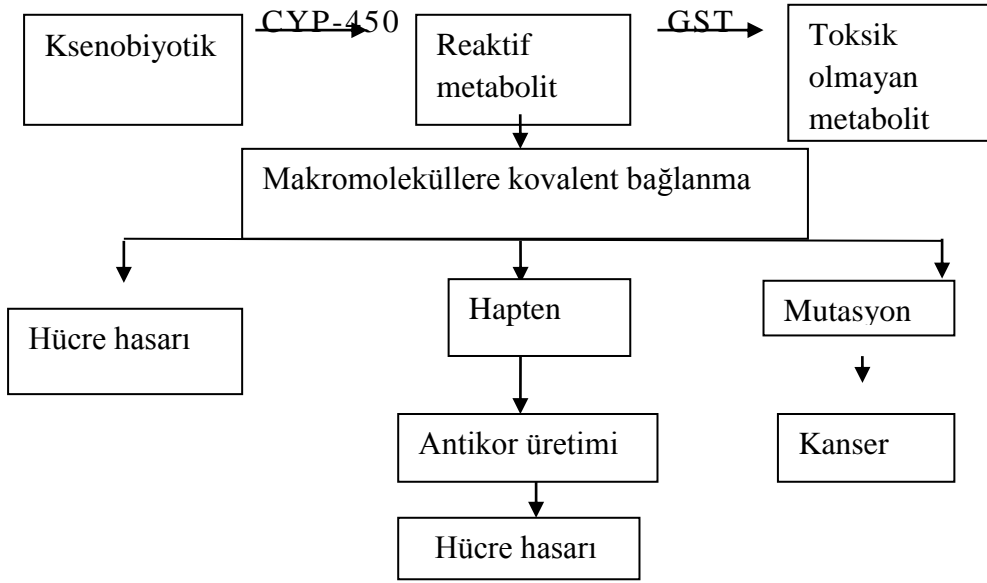 Ksenobiyotik
CYP-450
Reaktif
metabolit
GST
Toksik
olmayan
metabolit
Makromoleküllere kovalent bağlanma
Hücre hasarı
Hapten
Mutasyon
Antikor üretimi
Kanser
Hücre hasarı